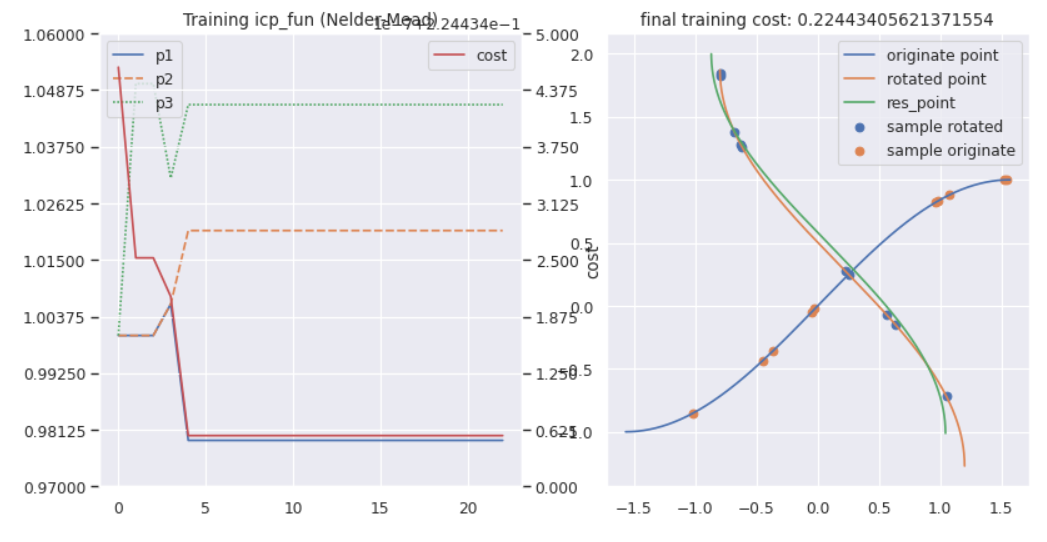 Training icp_fun (Nelder-Mead)
1e−7+2.24434e−1
final training cost: 0.22443405621371554
p1
p2
p3
cost
1.06000
1.04875
1.03750
1.02625
1.01500
1.00375
0.99250
0.98125
0.97000
0
5
10
15
20
5.000
4.375
3.750
3.125
2.500
1.875
1.250
0.625
0.000
cost
originate point
rotated point
res_point
sample rotated
sample originate
2.0
1.5
1.0
0.5
0.0
−0.5
−1.0
−1.5
−1.0
−0.5
0.0
0.5
1.0
1.5